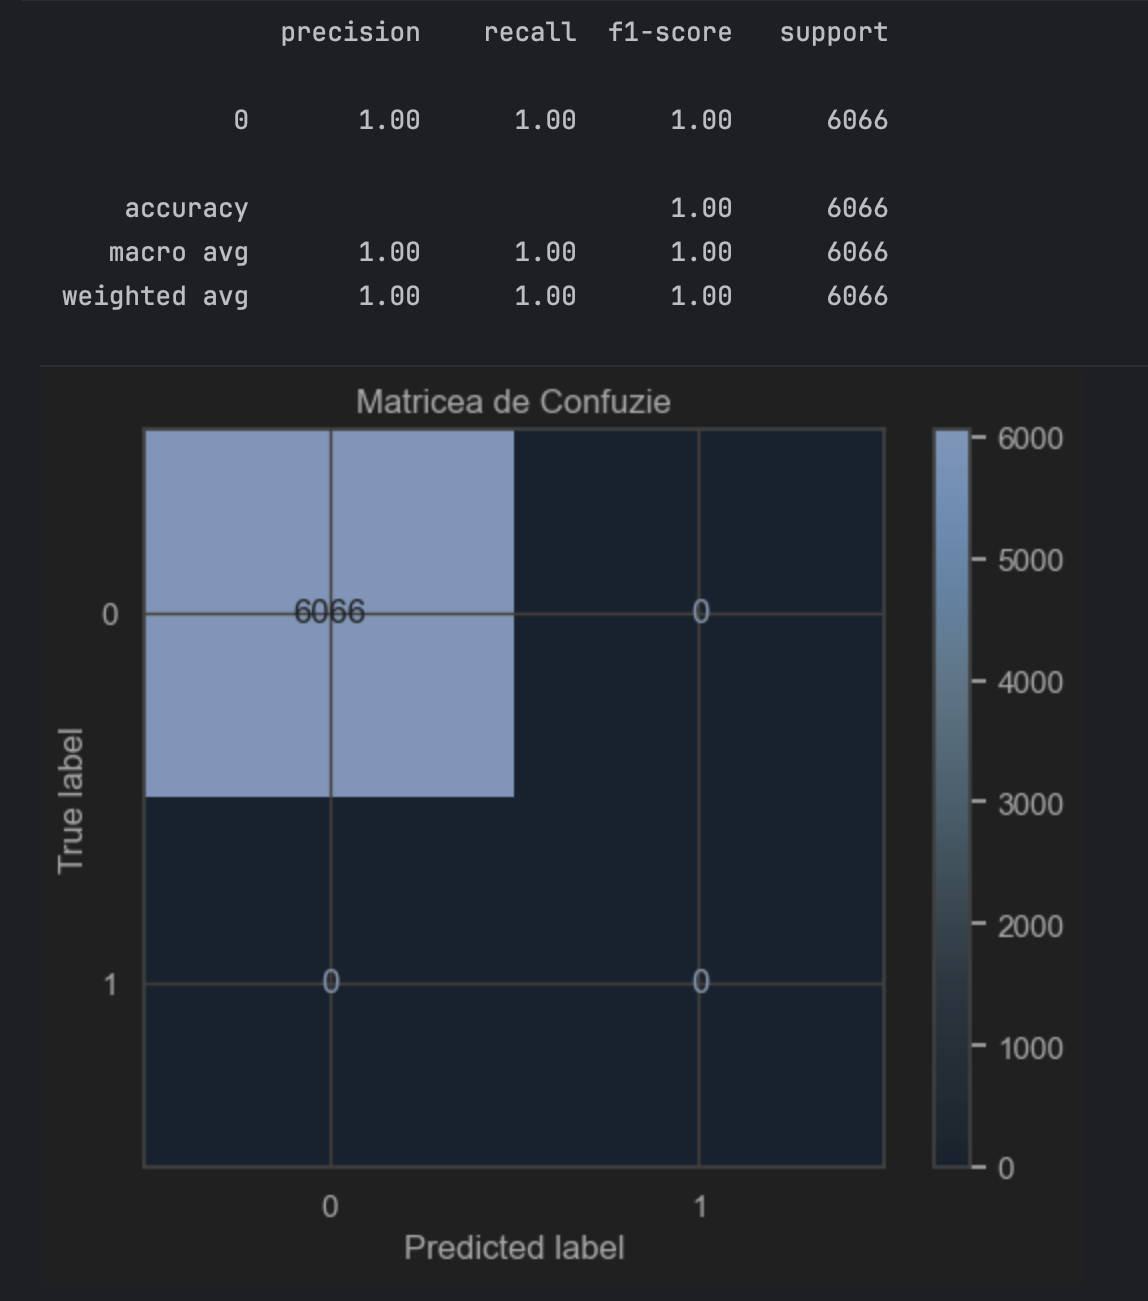 precision recall f1-score support
0 1.00 1.00 1.00 6066
accuracy 1.00 6066
macro avg 1.00 1.00 1.00 6066
weighted avg 1.00 1.00 1.00 6066
Matricea de Confuzie
6000
5000
4000
3000
2000
1000
0
True label
0
6066 0
1
0 0
0 1
Predicted label